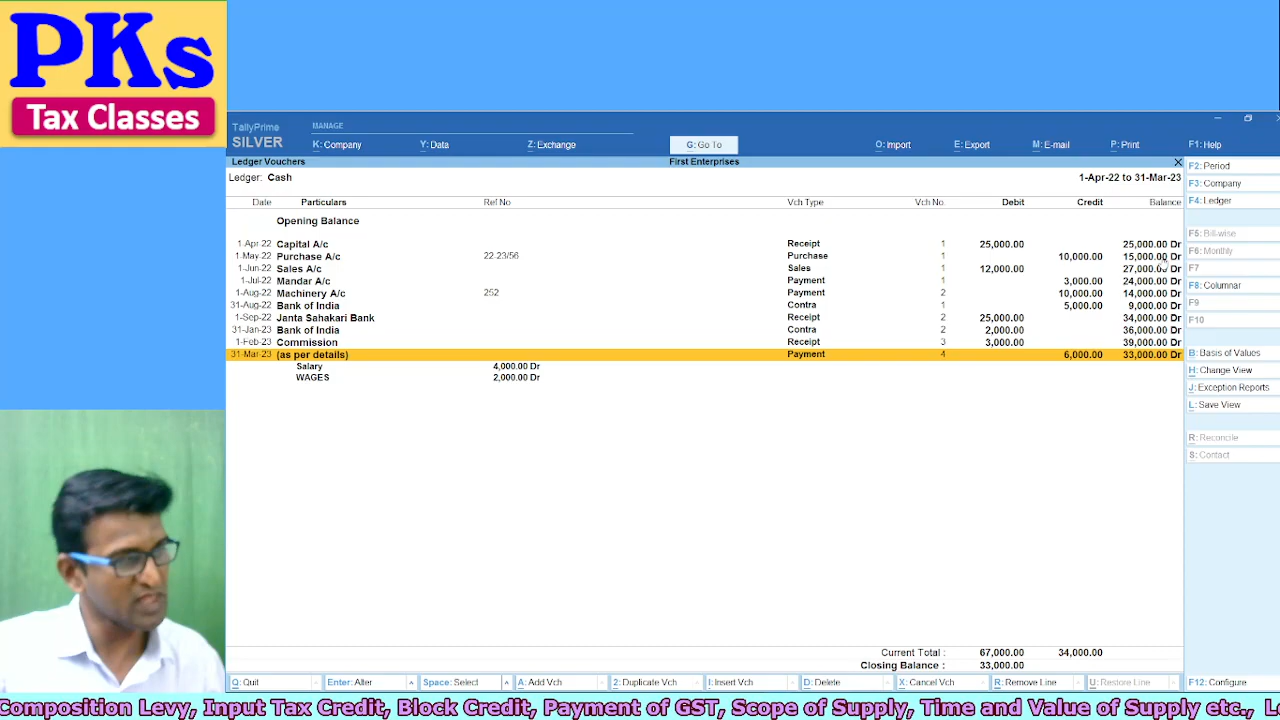 PKs
Tax Classes
TallyPrime
SILVER
MANAGE
K: Company
Y: Data
Z: Exchange
G: Go To
O: Import
E: Export
M: E-mail
P: Print
F1: Help
Ledger Vouchers First Enterprises
Ledger: Cash 1-Apr-22 to 31-Mar-23
Date Particulars Ref No Vch Type Vch No. Debit Credit Balance
Opening Balance
1-Apr-22 Capital A/c Receipt 1 25,000.00 25,000.00 Dr
1-May-22 Purchase A/c 22.23/56 Purchase 1 10,000.00 15,000.00 Dr
1-Jun-22 Sales A/c Sales 1 12,000.00 27,000.00 Dr
1-Jul-22 Mandar A/c Payment 1 3,000.00 24,000.00 Dr
1-Aug-22 Machinery A/c 252 Payment 2 10,000.00 14,000.00 Dr
31-Aug-22 Bank of India Contra 1 5,000.00 9,000.00 Dr
1-Sep-22 Janta Sahakari Bank Receipt 2 25,000.00 34,000.00 Dr
31-Jan-23 Bank of India Contra 2 2,000.00 36,000.00 Dr
1-Feb-23 Commission Receipt 3 3,000.00 39,000.00 Dr
31-Mar-23 (as per details) Payment 4 6,000.00 33,000.00 Dr
Salary 4,000.00 Dr
WAGES 2,000.00 Dr
Current Total : 67,000.00 34,000.00
Closing Balance : 33,000.00
F2: Period
F3: Company
F4: Ledger
F5: Bill-wise
F6: Monthly
F7
F8: Columnar
F9
F10
B: Basis of Values
H: Change View
J: Exception Reports
L: Save View
R: Reconcile
S: Contact
Q: Quit
Enter: Alter
Space: Select
A: Add Vch
2: Duplicate Vch
I: Insert Vch
D: Delete
X: Cancel Vch
R: Remove Line
U: Restore Line
F12: Configure
Composition Levy, Input Tax Credit, Block Credit, Payment of GST, Scope of Supply, Time and Value of Supply etc., L